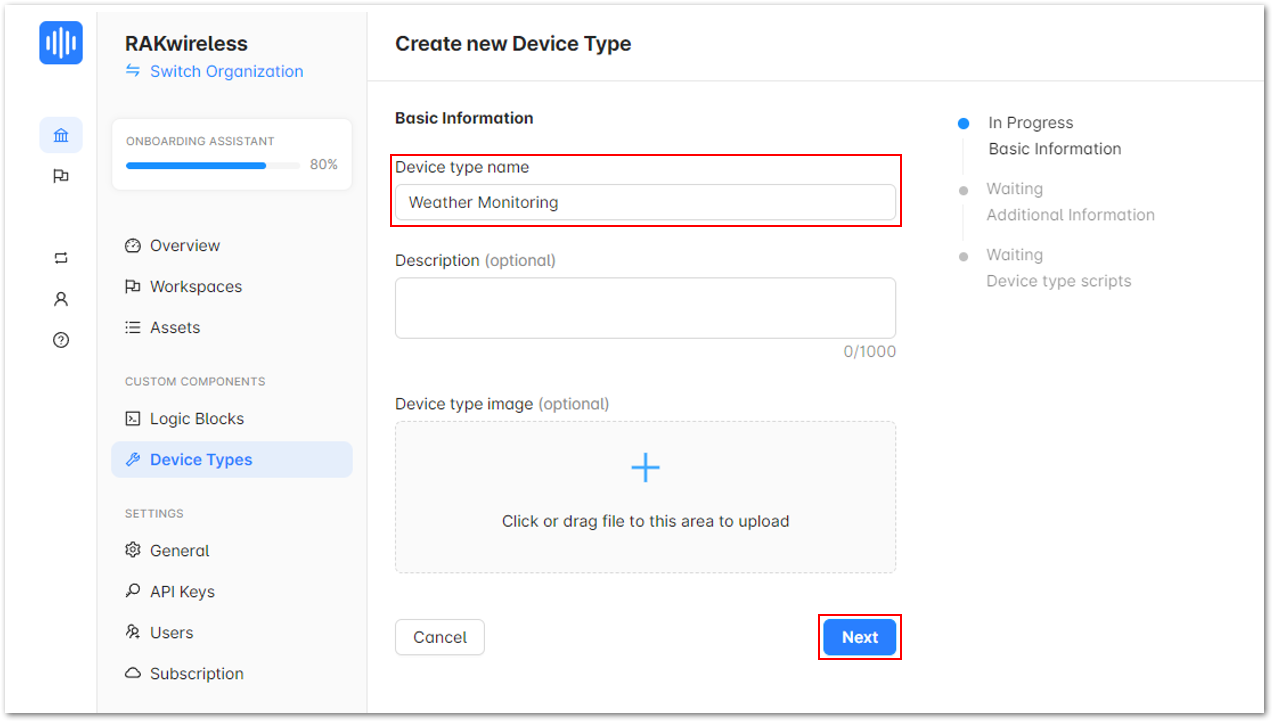 RAKwireless
Switch Organization
ONBOARDING ASSISTANT
80%
Overview
Workspaces
Assets
CUSTOM COMPONENTS
Logic Blocks
Device Types
SETTINGS
General
API Keys
Users
Subscription
Create new Device Type
Basic Information
Device type name
Weather Monitoring
Description (optional)
0/1000
Device type image (optional)
Click or drag file to this area to upload
Cancel
Next
In Progress
Basic Information
Waiting
Additional Information
Waiting
Device type scripts